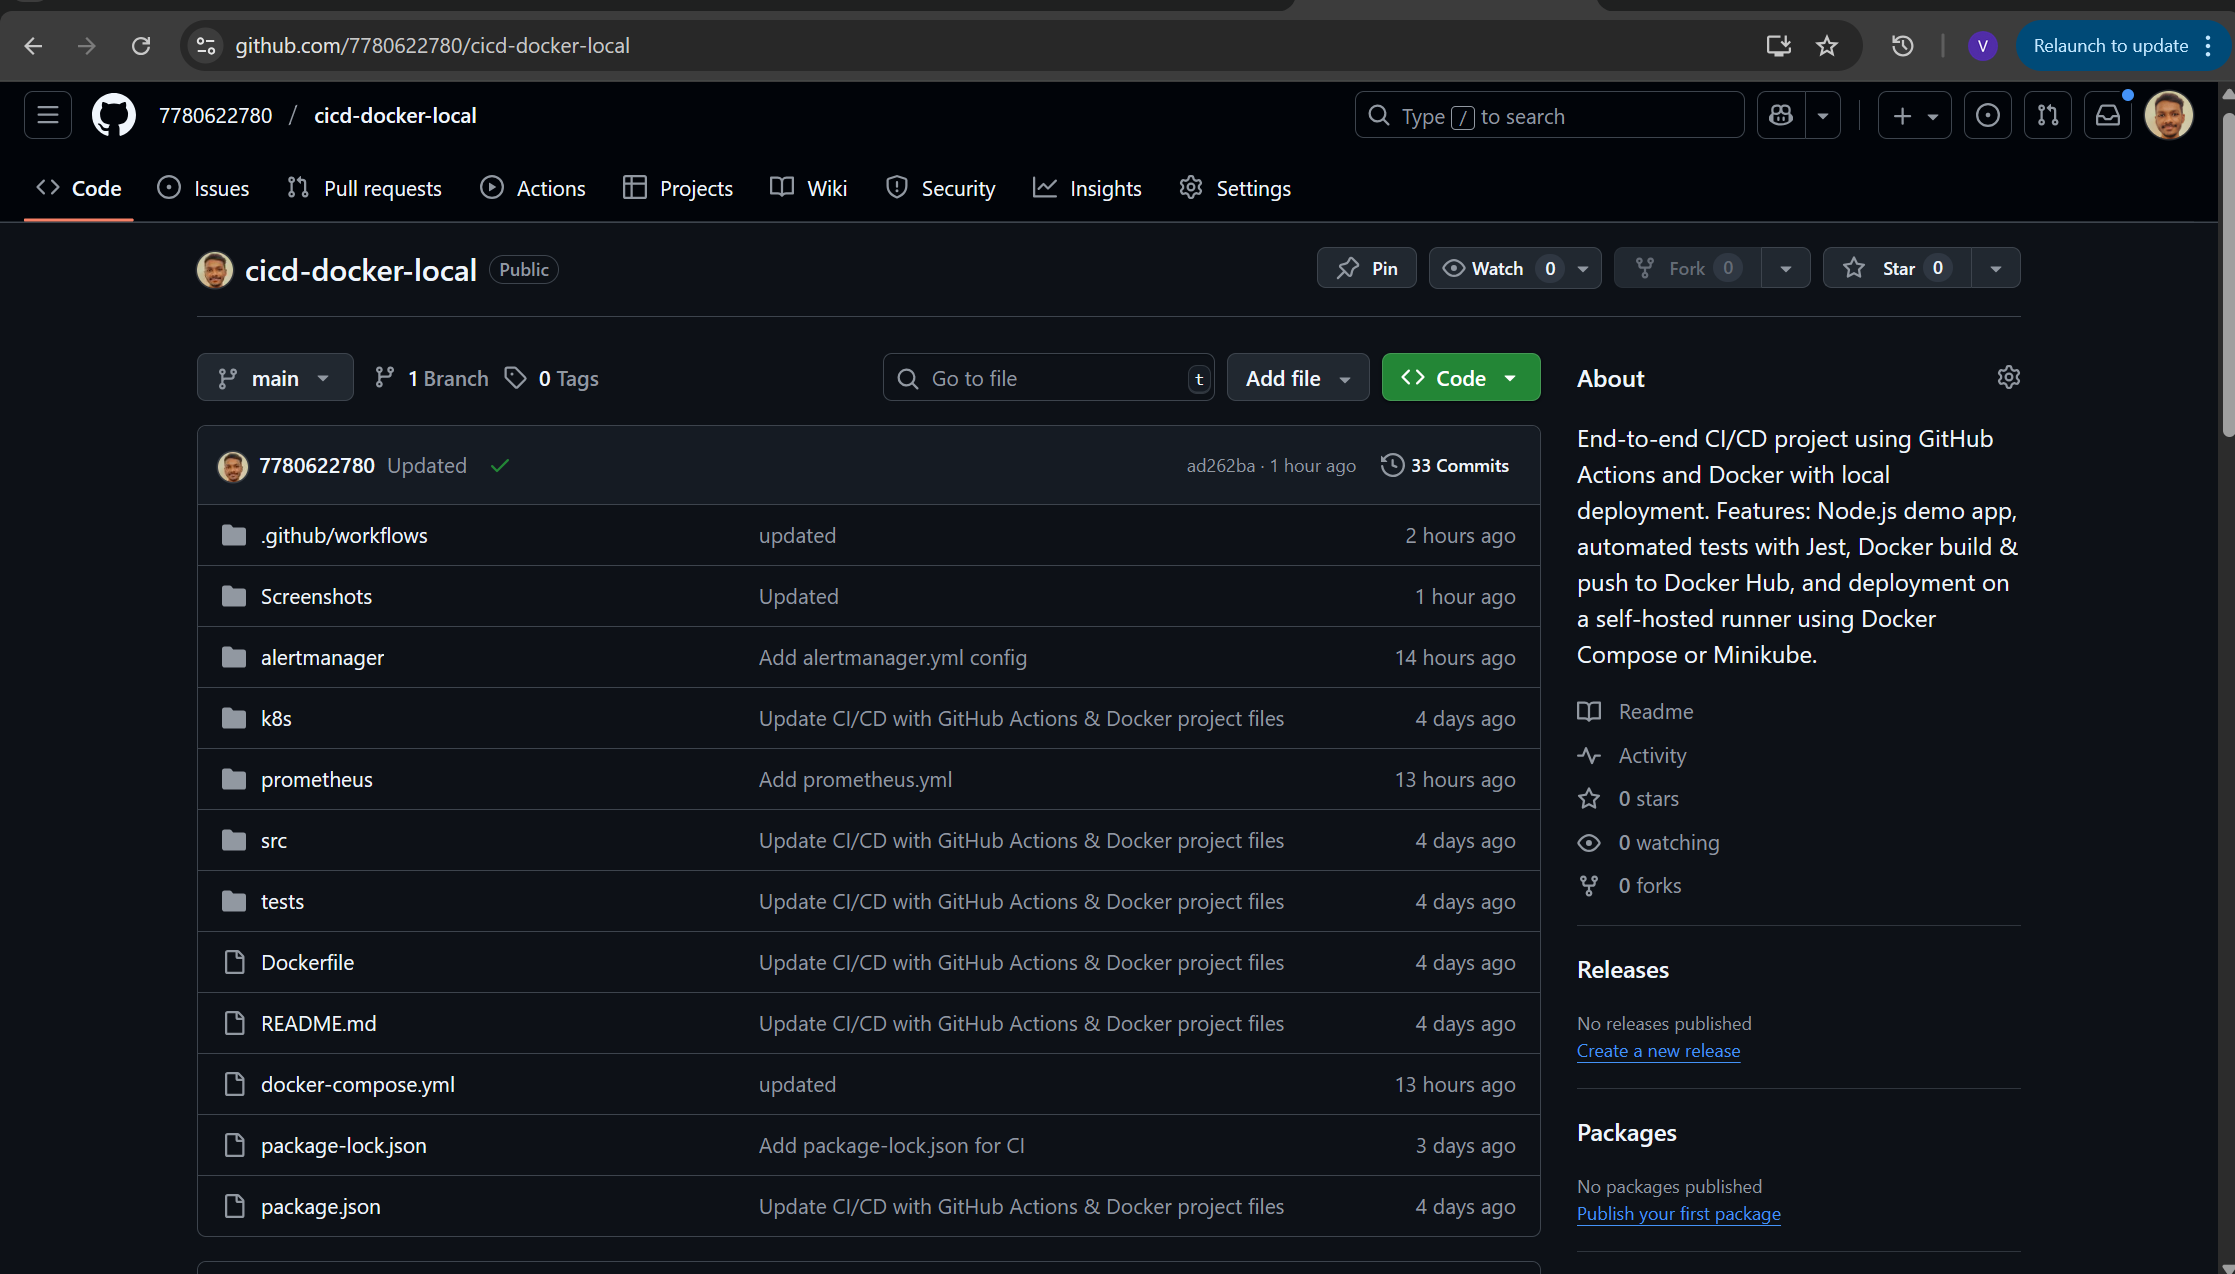 github.com/7780622780/cicd-docker-local
V
Relaunch to update
7780622780 / cicd-docker-local
Type / to search
Code
Issues
Pull requests
Actions
Projects
Wiki
Security
Insights
Settings
cicd-docker-local Public
Pin
Watch 0
Fork 0
Star 0
main
1 Branch
0 Tags
Go to file t
Add file
Code
7780622780 Updated ad262ba · 1 hour ago 33 Commits
.github/workflows updated 2 hours ago
Screenshots Updated 1 hour ago
alertmanager Add alertmanager.yml config 14 hours ago
k8s Update CI/CD with GitHub Actions & Docker project files 4 days ago
prometheus Add prometheus.yml 13 hours ago
src Update CI/CD with GitHub Actions & Docker project files 4 days ago
tests Update CI/CD with GitHub Actions & Docker project files 4 days ago
Dockerfile Update CI/CD with GitHub Actions & Docker project files 4 days ago
README.md Update CI/CD with GitHub Actions & Docker project files 4 days ago
docker-compose.yml updated 13 hours ago
package-lock.json Add package-lock.json for CI 3 days ago
package.json Update CI/CD with GitHub Actions & Docker project files 4 days ago
About
End-to-end CI/CD project using GitHub
Actions and Docker with local
deployment. Features: Node.js demo app,
automated tests with Jest, Docker build &
push to Docker Hub, and deployment on
a self-hosted runner using Docker
Compose or Minikube.
Readme
Activity
0 stars
0 watching
0 forks
Releases
No releases published
Create a new release
Packages
No packages published
Publish your first package